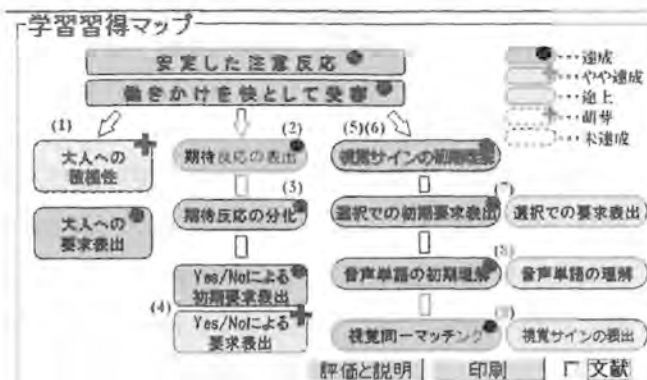 学習習得マップ
安定した注意反応
働きかけを快として受容
…達成
…やや達成
…途上
…萌芽
…未達成
(1)
大人への
積極性
大人への
要求表出
(2)
期待反応の表出
(3)
期待反応の分化
Yes/Noによる
初期要求表出
(4)
Yes/Noによる
要求表出
(5)(6)
視覚サインの初期理解
(7)
選択での初期要求表出
選択での要求表出
(8)
音声単語の初期理解
音声単語の理解
(9)
視覚同一マッチング
視覚サインの表出
評価と説明
印刷
文献